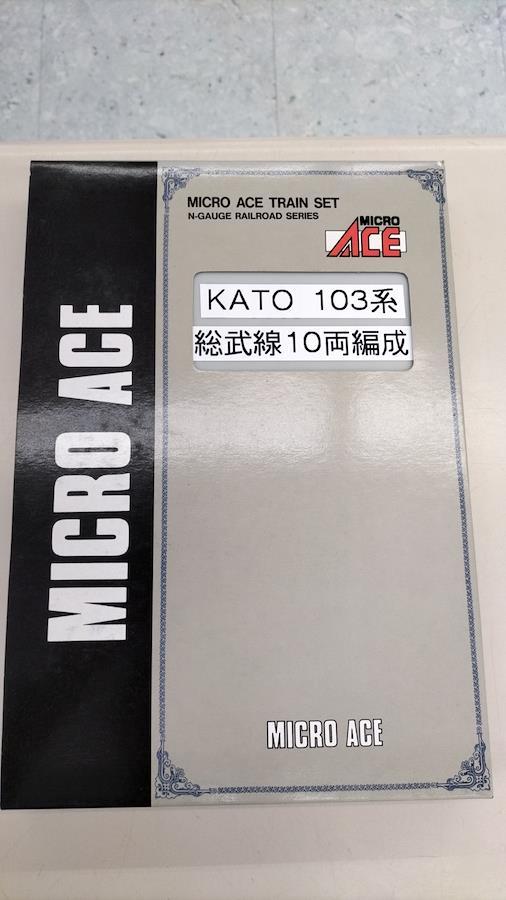 MICRO ACE TRAIN SET
N-GAUGE RAILROAD SERIES
MICRO
ACE
KATO 103系
総武線10両編成
MICRO ACE
MICRO ACE